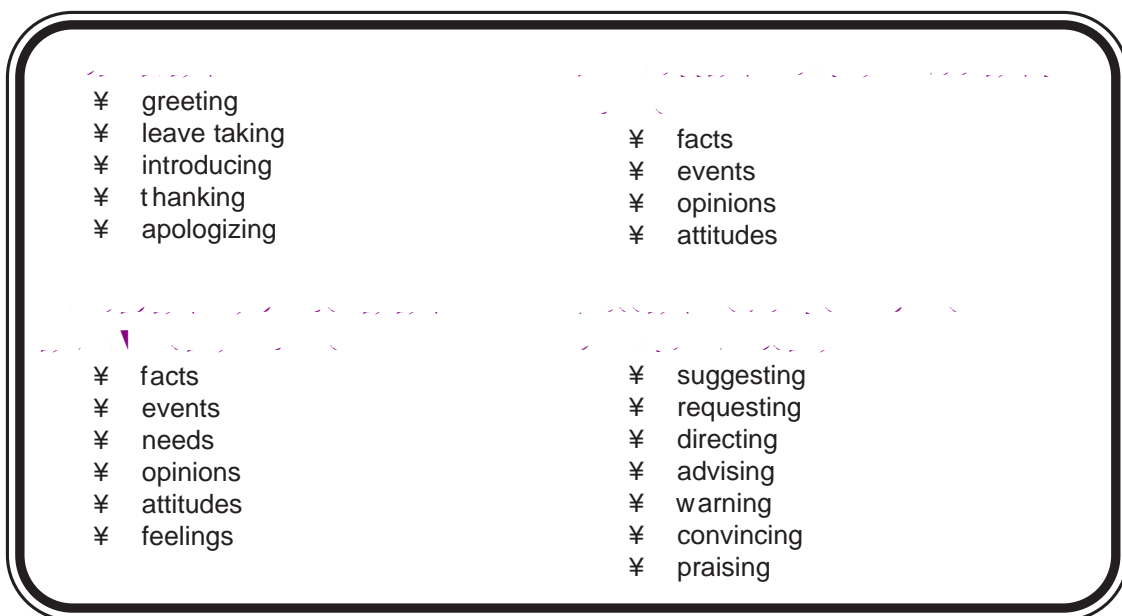 ¥ greeting
¥ leave taking
¥ introducing
¥ thanking
¥ apologizing
¥ facts
¥ events
¥ opinions
¥ attitudes
¥ facts
¥ events
¥ needs
¥ opinions
¥ attitudes
¥ feelings
¥ suggesting
¥ requesting
¥ directing
¥ advising
¥ warning
¥ convincing
¥ praising